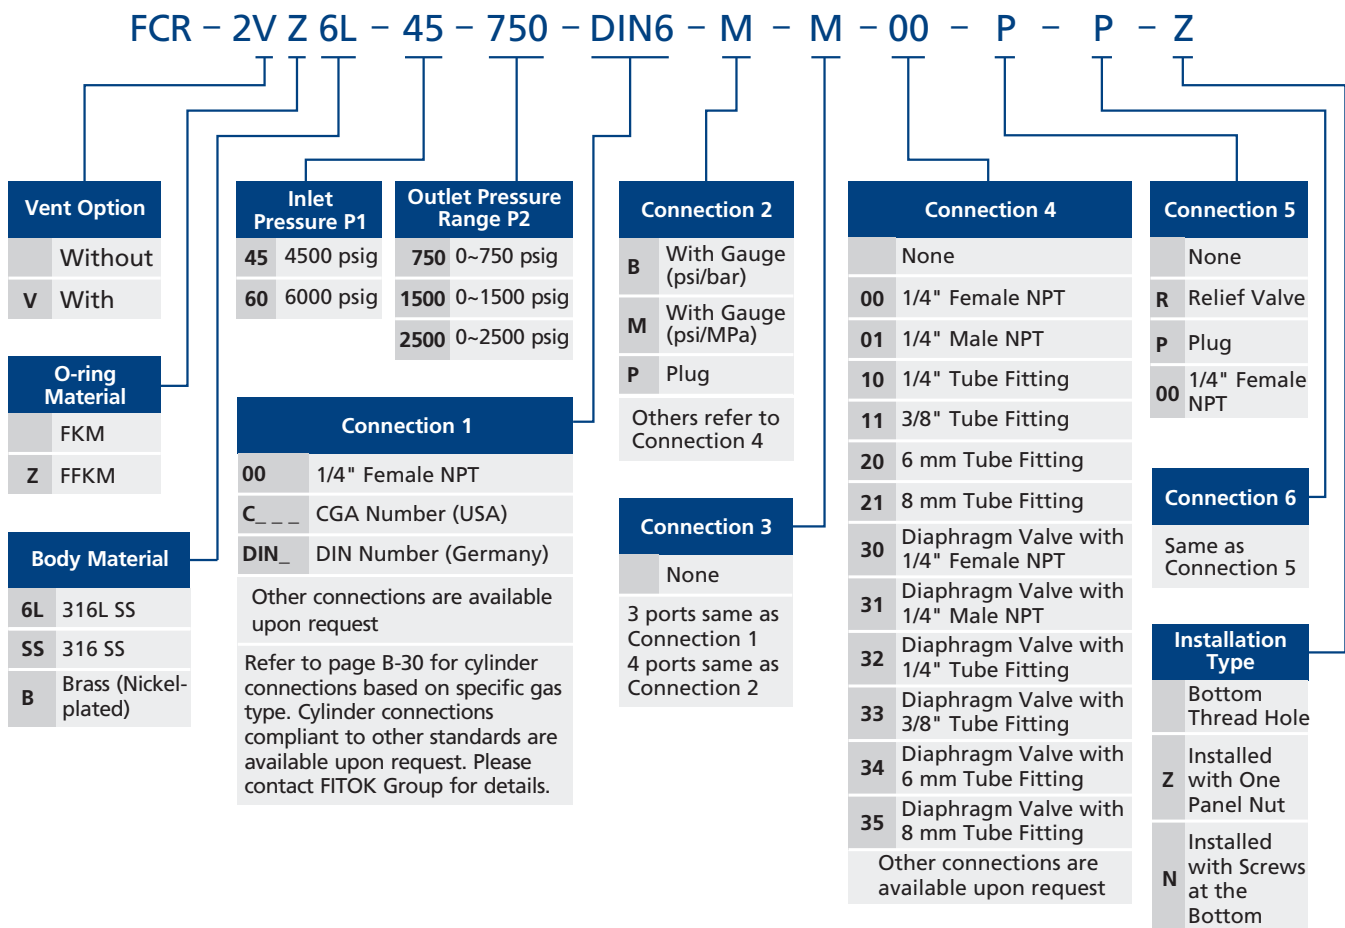 FCR – 2V Z 6L – 45 – 750 – DIN6 – M – M – 00 – P – P – Z
Vent Option
Without
V With
O-ring
Material
FKM
Z FFKM
Body Material
6L 316L SS
SS 316 SS
B Brass (Nickel-
plated)
Inlet
Pressure P1
45 4500 psig
60 6000 psig
Outlet Pressure
Range P2
750 0~750 psig
1500 0~1500 psig
2500 0~2500 psig
Connection 1
00 1/4" Female NPT
C_ _ _ CGA Number (USA)
DIN_ DIN Number (Germany)
Other connections are available
upon request
Refer to page B-30 for cylinder
connections based on specific gas
type. Cylinder connections
compliant to other standards are
available upon request. Please
contact FITOK Group for details.
Connection 2
B With Gauge
(psi/bar)
M With Gauge
(psi/MPa)
P Plug
Others refer to
Connection 4
Connection 3
None
3 ports same as
Connection 1
4 ports same as
Connection 2
Connection 4
None
00 1/4" Female NPT
01 1/4" Male NPT
10 1/4" Tube Fitting
11 3/8" Tube Fitting
20 6 mm Tube Fitting
21 8 mm Tube Fitting
30 Diaphragm Valve with
1/4" Female NPT
31 Diaphragm Valve with
1/4" Male NPT
32 Diaphragm Valve with
1/4" Tube Fitting
33 Diaphragm Valve with
3/8" Tube Fitting
34 Diaphragm Valve with
6 mm Tube Fitting
35 Diaphragm Valve with
8 mm Tube Fitting
Other connections are
available upon request
Connection 5
None
R Relief Valve
P Plug
00 1/4" Female
NPT
Connection 6
Same as
Connection 5
Installation
Type
Bottom
Thread Hole
Z Installed
with One
Panel Nut
N Installed
with Screws
at the
Bottom